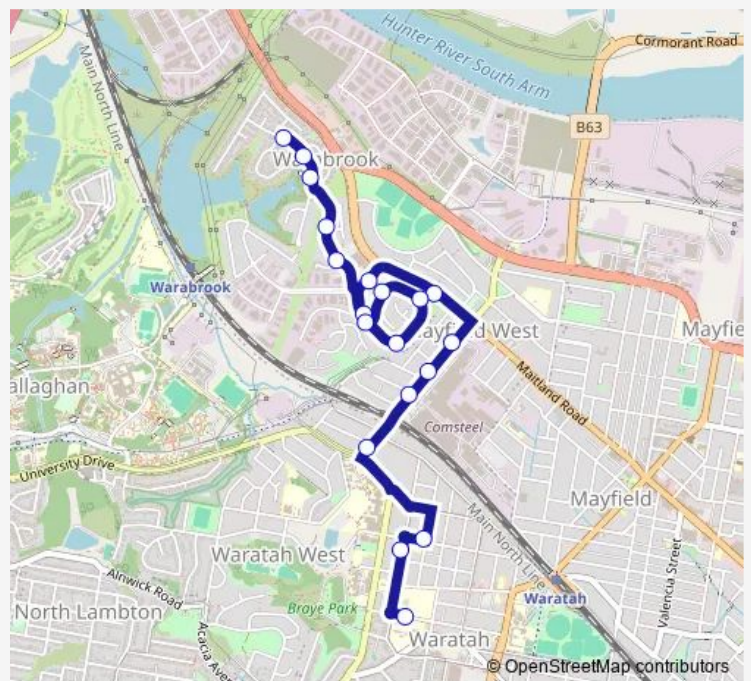 Hunter River South Arm
Cormorant Road
Main North Line
B63
Warabrook
Warabrook
Mayfield West
Mayfie
allaghan
Maitland Road
Comsteel
University Drive
Mayfield
Waratah West
Main North Line
Alnwick Road
Valencia Street
Waratah
North Lambton
Braye Park
Acacia Ave
Waratah
© OpenStreetMap contributors